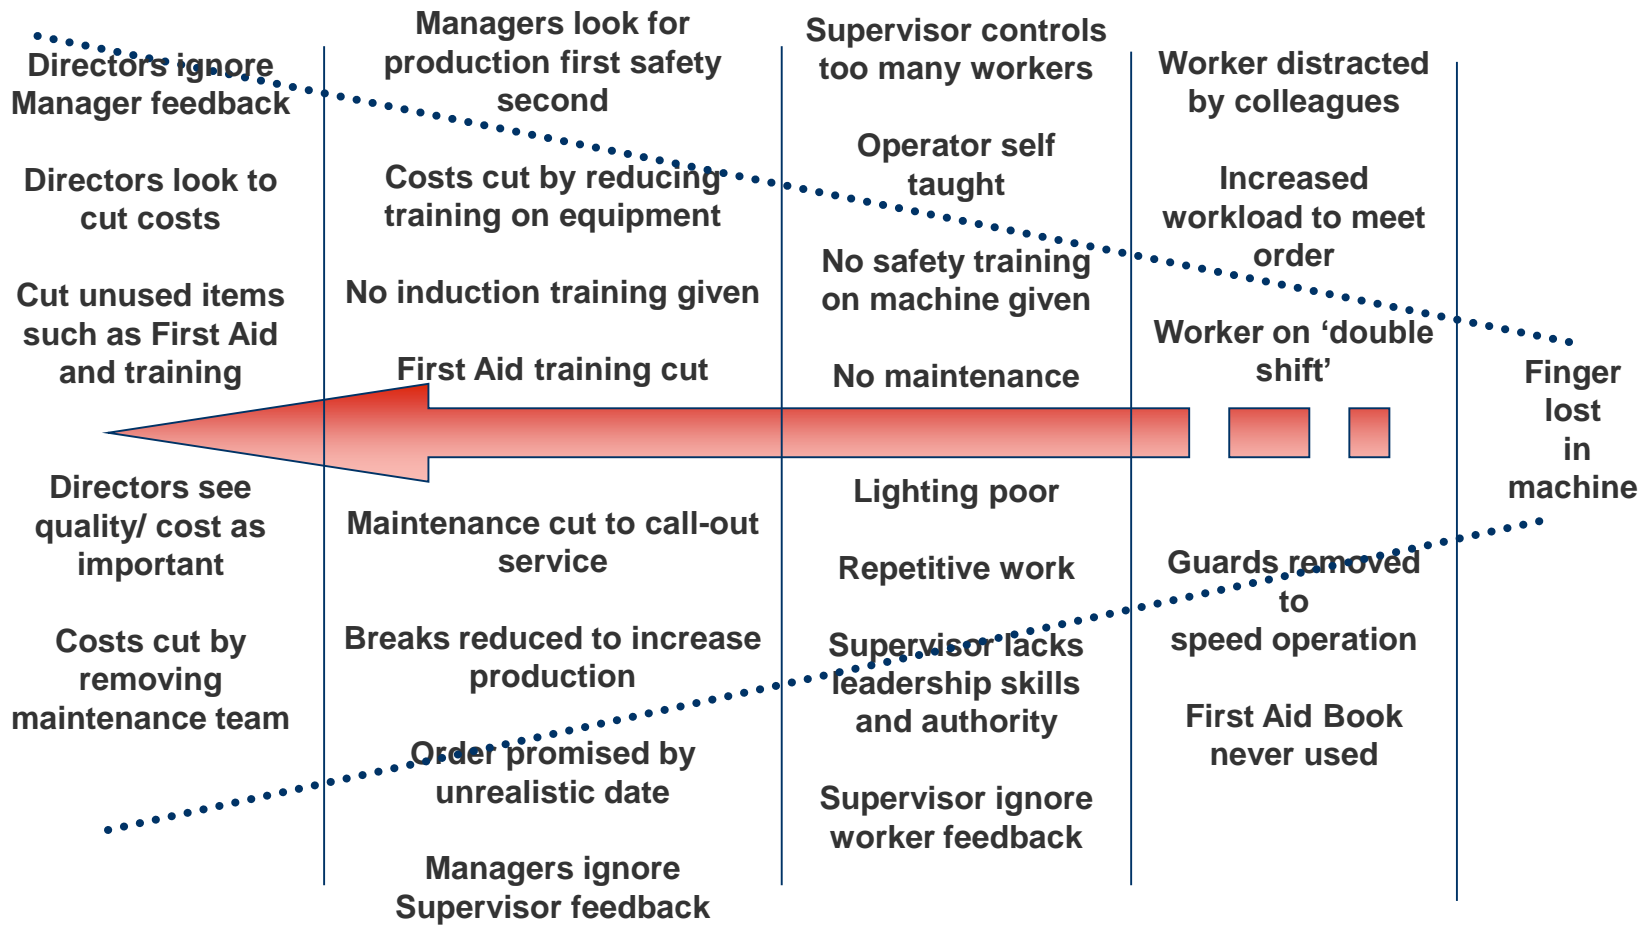 Directors ignore
Manager feedback
Directors look to
cut costs
Cut unused items
such as First Aid
and training
Directors see
quality/ cost as
important
Costs cut by
removing
maintenance team
Managers look for
production first safety
second
Costs cut by reducing
training on equipment
No induction training given
First Aid training cut
Maintenance cut to call-out
service
Breaks reduced to increase
production
Order promised by
unrealistic date
Managers ignore
Supervisor feedback
Supervisor controls
too many workers
Operator self
taught
No safety training
on machine given
No maintenance
Lighting poor
Repetitive work
Supervisor lacks
leadership skills
and authority
Supervisor ignore
worker feedback
Worker distracted
by colleagues
Increased
workload to meet
order
Worker on ‘double
shift’
Guards removed
to
speed operation
First Aid Book
never used
Finger
lost
in
machine